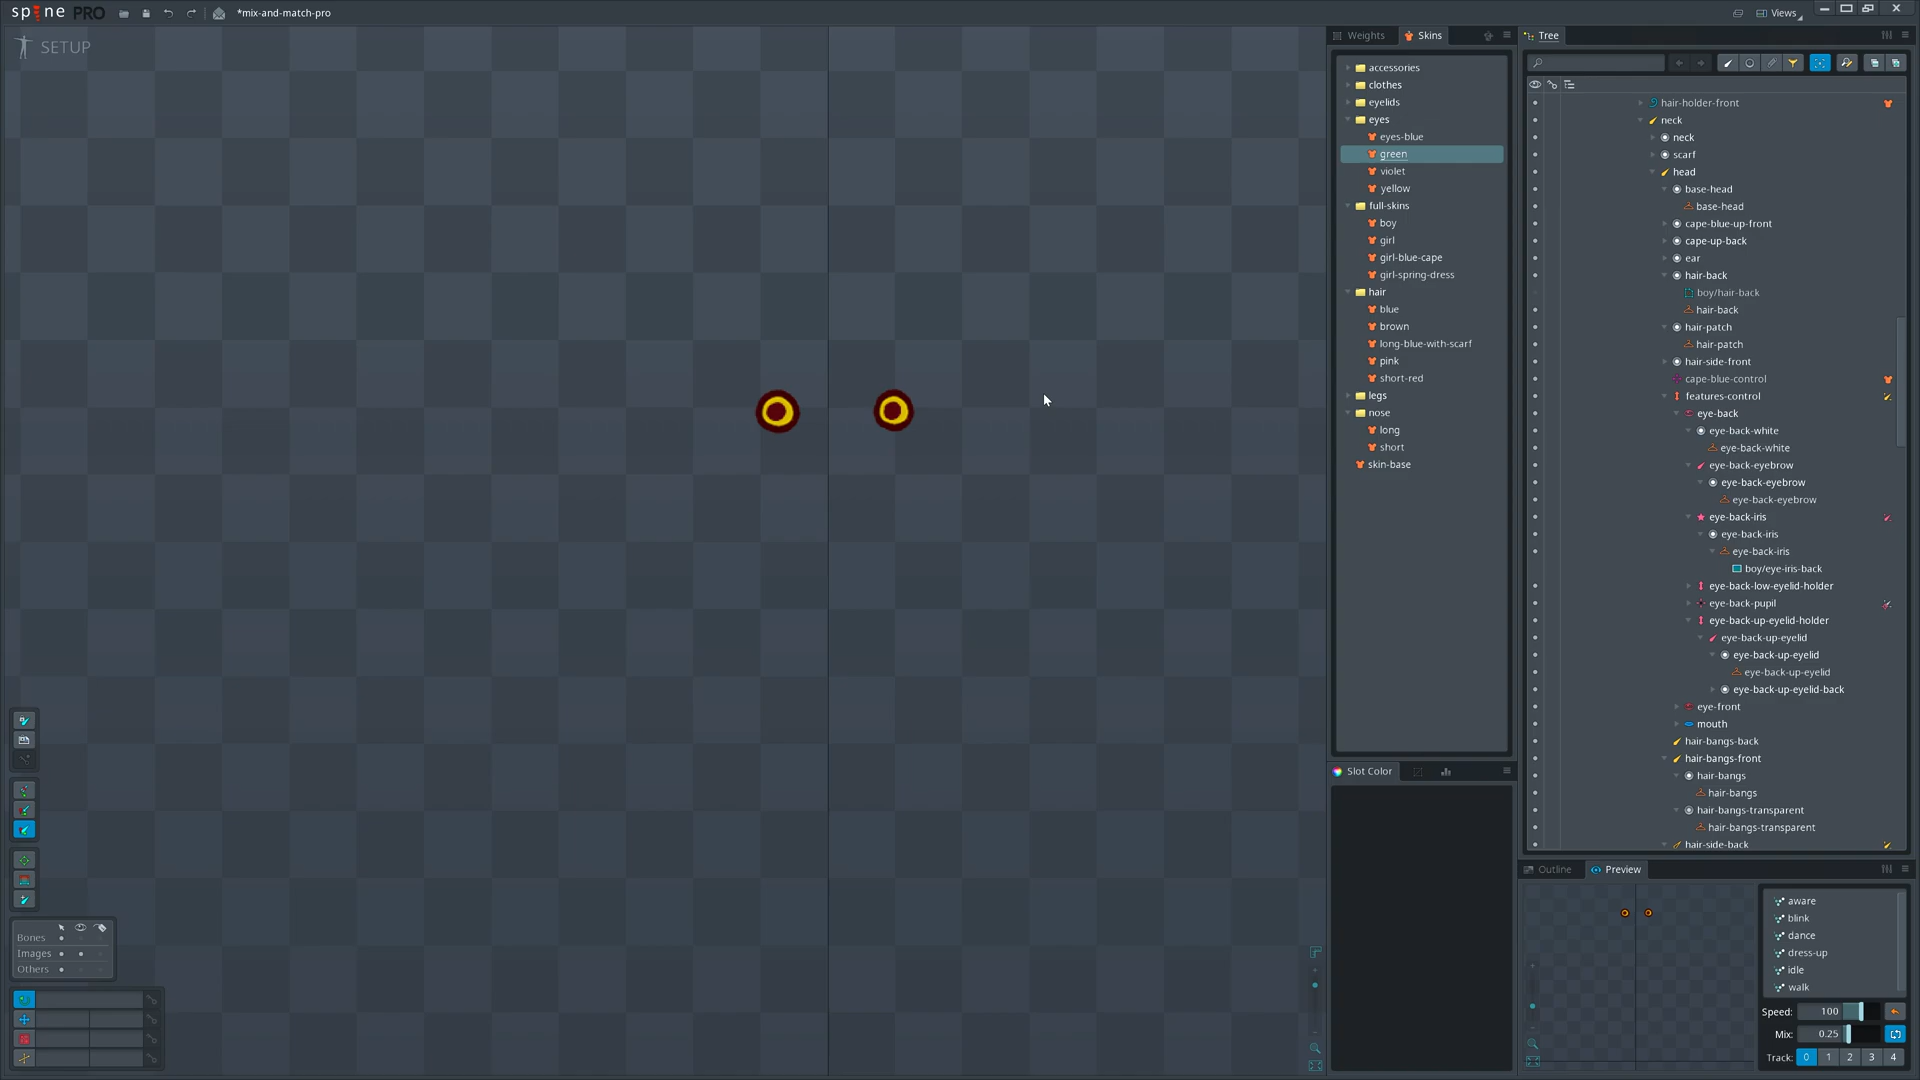 spine PRO
*mix-and-match-pro
Views
SETUP
Weights
Skins
Tree
accessories
clothes
eyelids
eyes
eyes-blue
green
violet
yellow
full-skins
boy
girl
girl-blue-cape
girl-spring-dress
hair
blue
brown
long-blue-with-scarf
pink
short-red
legs
nose
long
short
skin-base
hair-holder-front
neck
neck
scarf
head
base-head
base-head
cape-blue-up-front
cape-up-back
ear
hair-back
boy/hair-back
hair-back
hair-patch
hair-patch
hair-side-front
cape-blue-control
features-control
eye-back
eye-back-white
eye-back-white
eye-back-eyebrow
eye-back-eyebrow
eye-back-eyebrow
eye-back-iris
eye-back-iris
eye-back-iris
boy/eye-iris-back
eye-back-low-eyelid-holder
eye-back-pupil
eye-back-up-eyelid-holder
eye-back-up-eyelid
eye-back-up-eyelid
eye-back-up-eyelid
eye-back-up-eyelid-back
eye-front
mouth
hair-bangs-back
hair-bangs-front
hair-bangs
hair-bangs
hair-bangs-transparent
hair-bangs-transparent
hair-side-back
Slot Color
Outline
Preview
aware
blink
dance
dress-up
idle
walk
Speed: 100
Mix: 0.25
Track: 0 1 2 3 4
Bones
Images
Others